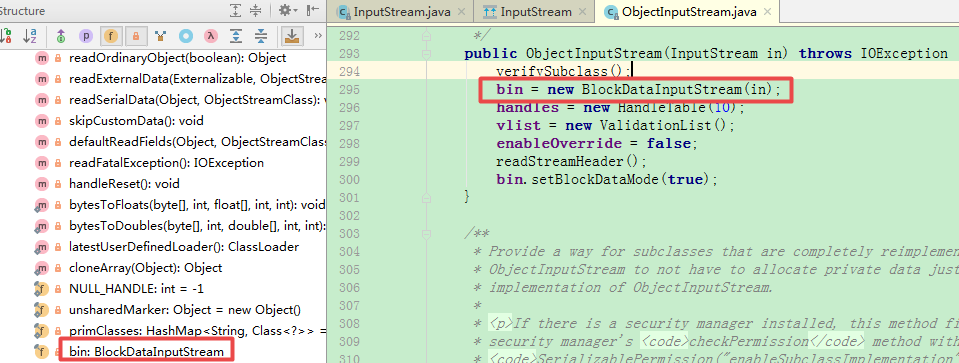 Structure
readOrdinaryObject(boolean): Object
readExternalData(Externalizable, ObjectStream
readSerialData(Object, ObjectStreamClass): v
skipCustomData(): void
defaultReadFields(Object, ObjectStreamClass
readFatalException(): IOException
handleReset(): void
bytesToFloats(byte[], int, float[], int, int): void
bytesToDoubles(byte[], int, double[], int, int):
latestUserDefinedLoader(): ClassLoader
cloneArray(Object): Object
NULL_HANDLE: int = -1
unsharedMarker: Object = new Object()
primClasses: HashMap<String, Class<?>> =
bin: BlockDataInputStream
InputStream.java
InputStream
ObjectInputStream.java
292 */
293 public ObjectInputStream(InputStream in) throws IOException
294 verifySubclass();
295 bin = new BlockDataInputStream(in);
296 handles = new HandleTable(10);
297 vlist = new ValidationList();
298 enableOverride = false;
299 readStreamHeader();
300 bin.setBlockDataMode(true);
301 }
302
303 /**
304 * Provide a way for subclasses that are completely reimplemen
305 * ObjectInputStream to not have to allocate private data just
306 * implementation of ObjectInputStream.
307 *
308 * <p>If there is a security manager installed, this method fi
309 * security manager's <code>checkPermission</code> method with
310 * <code>SerializablePermission("enableSubclassImplementation"